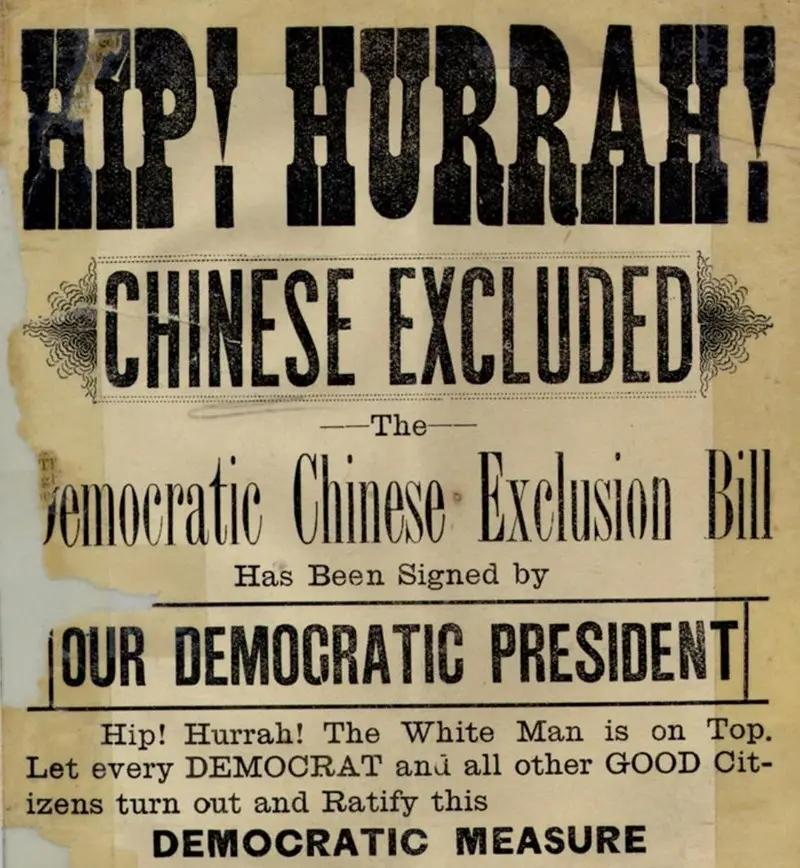 HIP! HURRAH!
CHINESE EXCLUDED
The
emocratic Chinese Exclusion Bill
Has Been Signed by
OUR DEMOCRATIC PRESIDENT
Hip! Hurrah! The White Man is on Top.
Let every DEMOCRAT and all other GOOD Cit-
izens turn out and Ratify this
DEMOCRATIC MEASURE